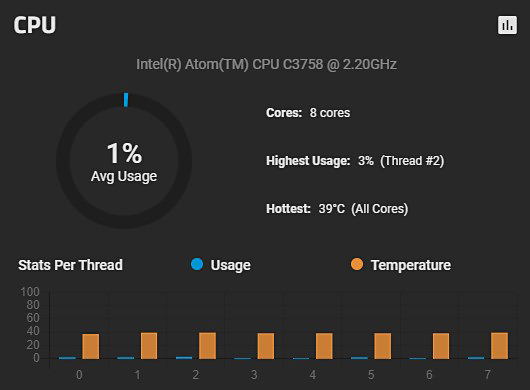 CPU
Intel(R) Atom(TM) CPU C3758 @ 2.20GHz
1%
Avg Usage
Cores: 8 cores
Highest Usage: 3% (Thread #2)
Hottest: 39°C (All Cores)
Stats Per Thread Usage Temperature
100
80
60
40
20
0
0 1 2 3 4 5 6 7